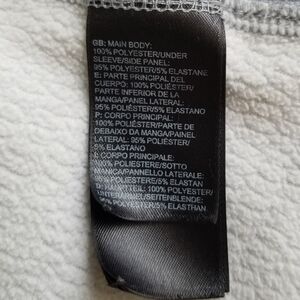 GB: MAIN BODY:
100% POLYESTER/UNDER
SLEEVE/SIDE PANEL:
95% POLYESTER/5% ELASTANE
E: PARTE PRINCIPAL DEL
CUERPO: 100% POLIÉSTER/
PARTE INFERIOR DE LA
MANGA/PANEL LATERAL:
95% POLIÉSTER/5% ELASTANO
P: CORPO PRINCIPAL:
100% POLIÉSTER/PARTE DE
DEBAIXO DA MANGA/PAINEL
LATERAL: 95% POLIÉSTER/
5% ELASTANO
I: CORPO PRINCIPALE:
100% POLIESTERE/SOTTO
MANICA/PANNELLO LATERALE:
95% POLIESTERE/5% ELASTAN
D: HAUPTTEIL: 100% POLYESTER/
UNTERÄRMEL/SEITENBLENDE:
95% POLYESTER/5% ELASTHAN